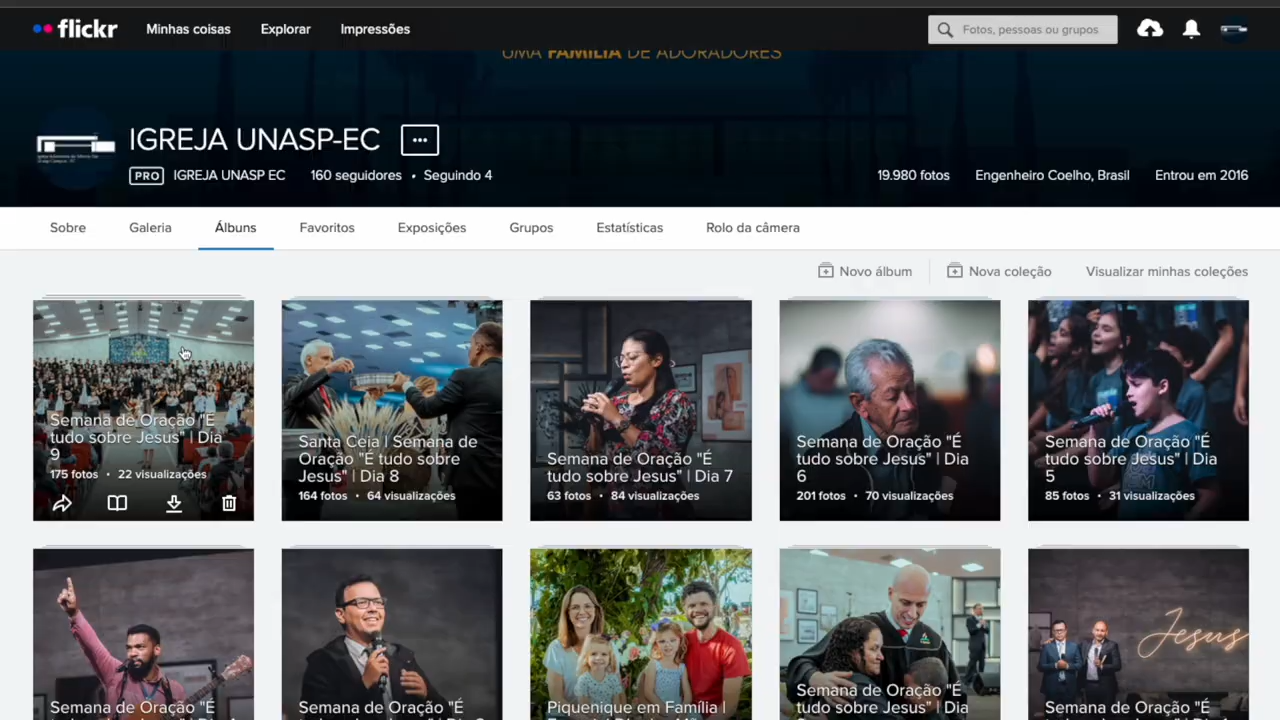 flickr Minhas coisas Explorar Impressões Fotos, pessoas ou grupos
UMA FAMÍLIA DE ADORADORES
IGREJA UNASP-EC
PRO IGREJA UNASP EC 160 seguidores • Seguindo 4 19.980 fotos Engenheiro Coelho, Brasil Entrou em 2016
Sobre Galeria Álbuns Favoritos Exposições Grupos Estatísticas Rolo da câmera
Novo álbum Nova coleção Visualizar minhas coleções
Semana de Oração "É
tudo sobre Jesus" | Dia
9
175 fotos • 22 visualizações
Santa Ceia | Semana de
Oração "É tudo sobre
Jesus" | Dia 8
164 fotos • 64 visualizações
Semana de Oração "É
tudo sobre Jesus" | Dia 7
63 fotos • 84 visualizações
Semana de Oração "É
tudo sobre Jesus" | Dia
6
201 fotos • 70 visualizações
Semana de Oração "É
tudo sobre Jesus" | Dia
5
85 fotos • 31 visualizações
Semana de Oração "É
Semana de Oração "É
Piquenique em Família |
Semana de Oração "É
tudo sobre Jesus" | Dia
Jesus
Semana de Oração "É